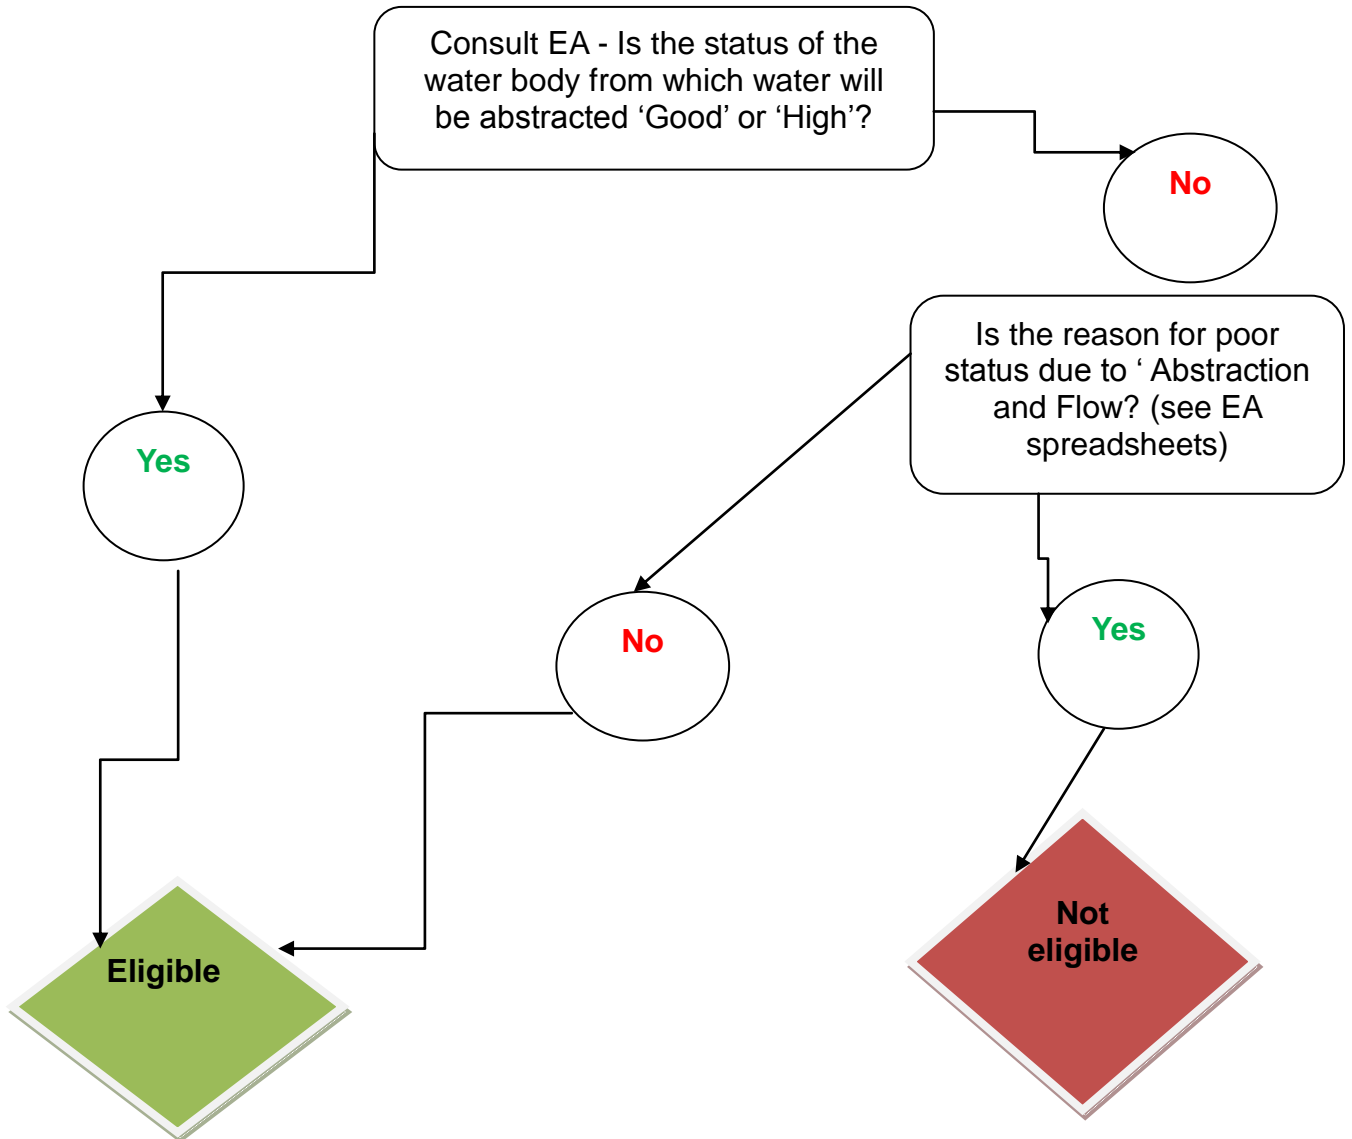 Consult EA - Is the status of the
water body from which water will
be abstracted ‘Good’ or ‘High’?
No
Is the reason for poor
status due to ‘ Abstraction
and Flow? (see EA
spreadsheets)
Yes
No
Yes
Not
eligible
Eligible